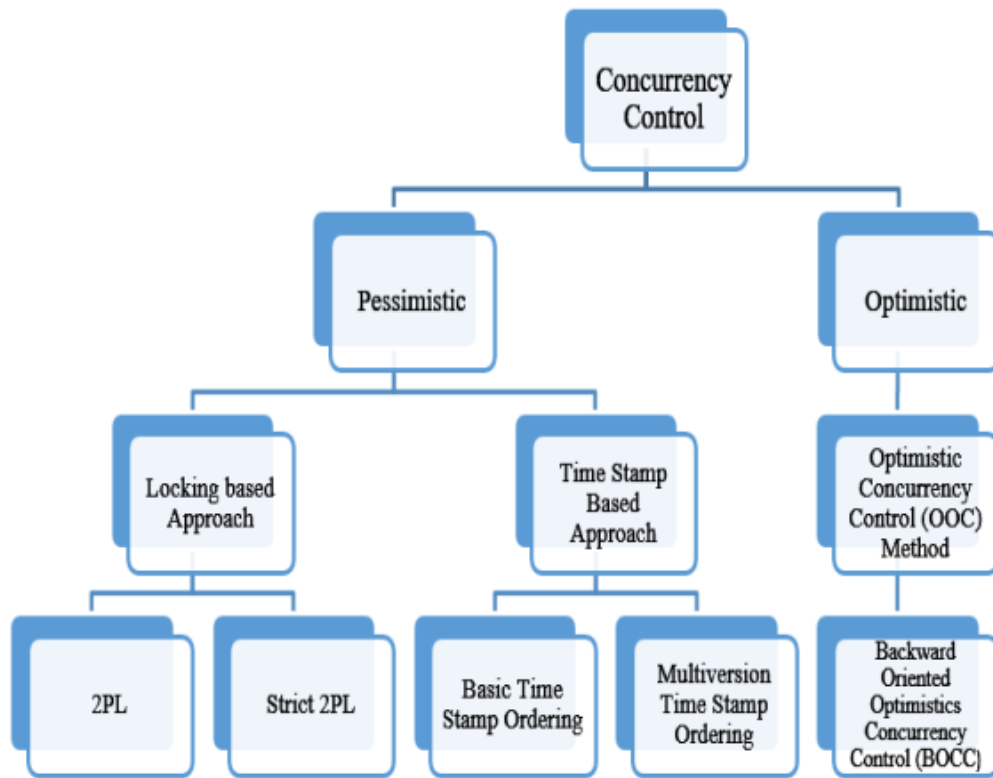 Concurrency
Control
Pessimistic
Optimistic
Locking based
Approach
Time Stamp
Based
Approach
Optimistic
Concurrency
Control (OOC)
Method
2PL
Strict 2PL
Basic Time
Stamp Ordering
Multiversion
Time Stamp
Ordering
Backward
Oriented
Optimistics
Concurrency
Control (BOCC)